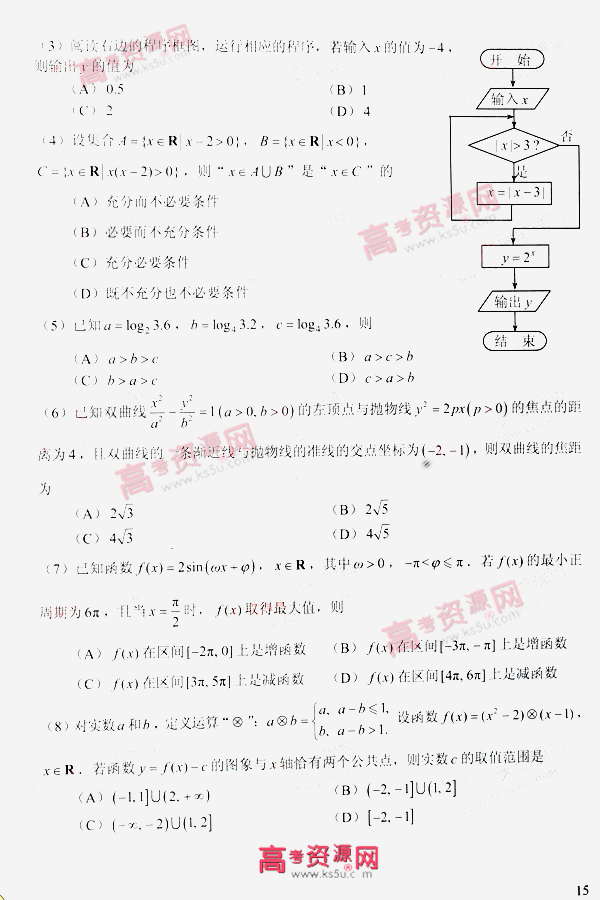 （3）阅读右边的程序框图，运行相应的程序，若输入x的值为-4，
则输出y的值为
（A）0.5 （B）1
（C）2 （D）4
开 始
输入x
|x|>3?
否
是
x=|x-3|
y=2^x
输出y
结 束
（4）设集合A={x∈R|x-2>0}，B={x∈R|x<0}，
C={x∈R|x(x-2)>0}，则“x∈A∪B”是“x∈C”的
（A）充分而不必要条件
（B）必要而不充分条件
（C）充分必要条件
（D）既不充分也不必要条件
（5）已知a=log₂3.6，b=log₄3.2，c=log₄3.6，则
（A）a>b>c （B）a>c>b
（C）b>a>c （D）c>a>b
（6）已知双曲线x²/a²-y²/b²=1(a>0,b>0)的左顶点与抛物线y²=2px(p>0)的焦点的距
离为4，且双曲线的一条渐近线与抛物线的准线的交点坐标为(-2,-1)，则双曲线的焦距
为
（A）2√3 （B）2√5
（C）4√3 （D）4√5
（7）已知函数f(x)=2sin(ωx+φ)，x∈R，其中ω>0，-π<φ⩽π．若f(x)的最小正
周期为6π，且当x=π/2时，f(x)取得最大值，则
（A）f(x)在区间[-2π,0]上是增函数 （B）f(x)在区间[-3π,-π]上是增函数
（C）f(x)在区间[3π,5π]上是减函数 （D）f(x)在区间[4π,6π]上是减函数
（8）对实数a和b，定义运算“⊗”：a⊗b={a, a-b⩽1, b, a-b>1. 设函数f(x)=(x²-2)⊗(x-1)，
x∈R．若函数y=f(x)-c的图象与x轴恰有两个公共点，则实数c的取值范围是
（A）(-1,1]∪(2,+∞) （B）(-2,-1]∪(1,2]
（C）(-∞,-2)∪(1,2] （D）[-2,-1]
高考资源网
www.ks5u.com
高考资源网
www.ks5u.com
高考资源网
www.ks5u.com
高考资源网
www.ks5u.com
15